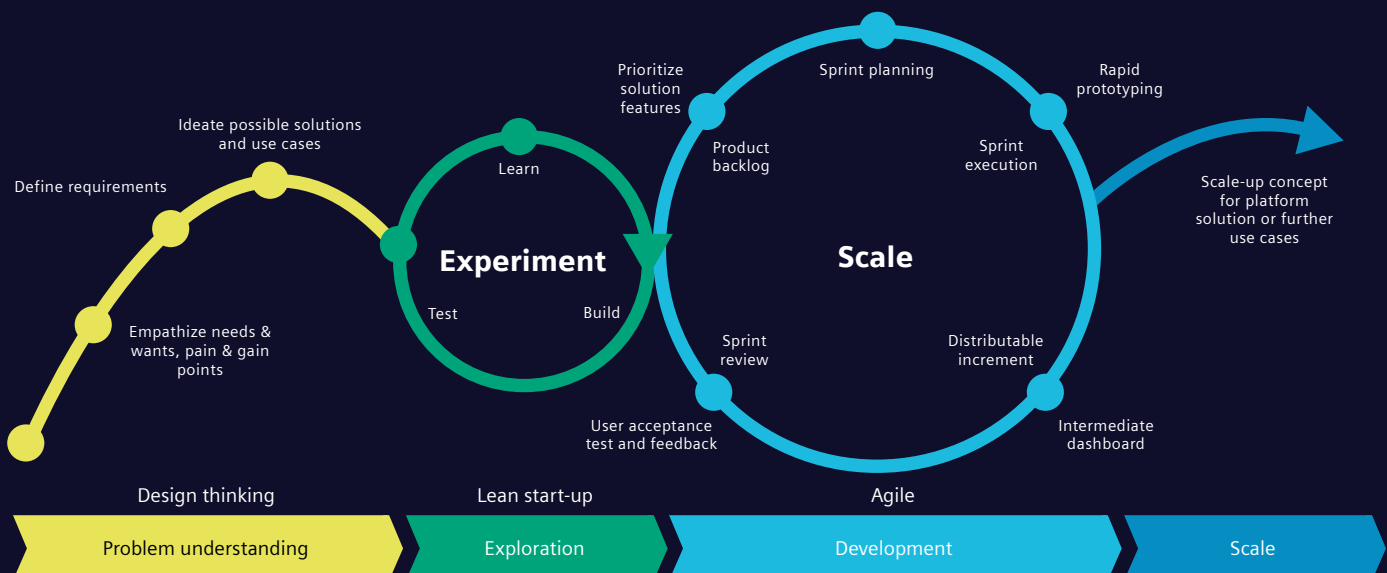 Ideate possible solutions
and use cases
Define requirements
Empathize needs &
wants, pain & gain
points
Learn
Experiment
Test
Build
Prioritize
solution
features
Product
backlog
Sprint planning
Rapid
prototyping
Sprint
execution
Scale
Sprint
review
Distributable
increment
User acceptance
test and feedback
Intermediate
dashboard
Scale-up concept
for platform
solution or further
use cases
Design thinking
Lean start-up
Agile
Problem understanding
Exploration
Development
Scale